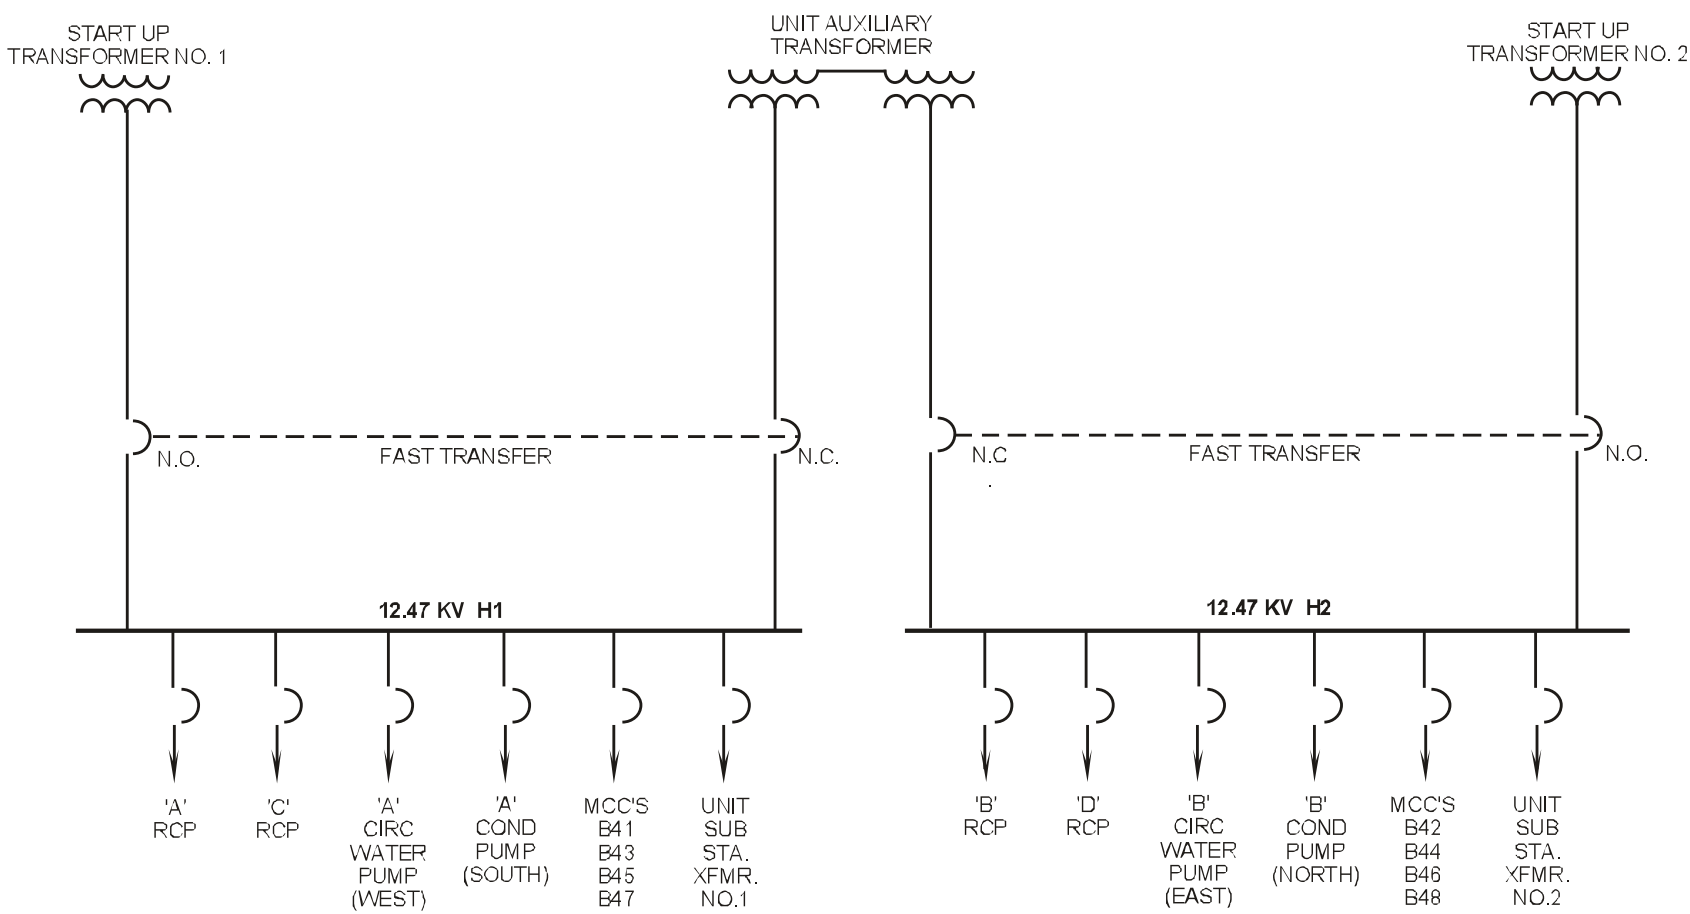 START UP
TRANSFORMER NO. 1
UNIT AUXILIARY
TRANSFORMER
START UP
TRANSFORMER NO. 2
N.O.
FAST TRANSFER
N.C.
N.C
.
FAST TRANSFER
N.O.
12.47 KV H1
12.47 KV H2
'A'
RCP
'C'
RCP
'A'
CIRC
WATER
PUMP
(WEST)
'A'
COND
PUMP
(SOUTH)
MCC'S
B41
B43
B45
B47
UNIT
SUB
STA.
XFMR.
NO.1
'B'
RCP
'D'
RCP
'B'
CIRC
WATER
PUMP
(EAST)
'B'
COND
PUMP
(NORTH)
MCC'S
B42
B44
B46
B48
UNIT
SUB
STA.
XFMR.
NO.2